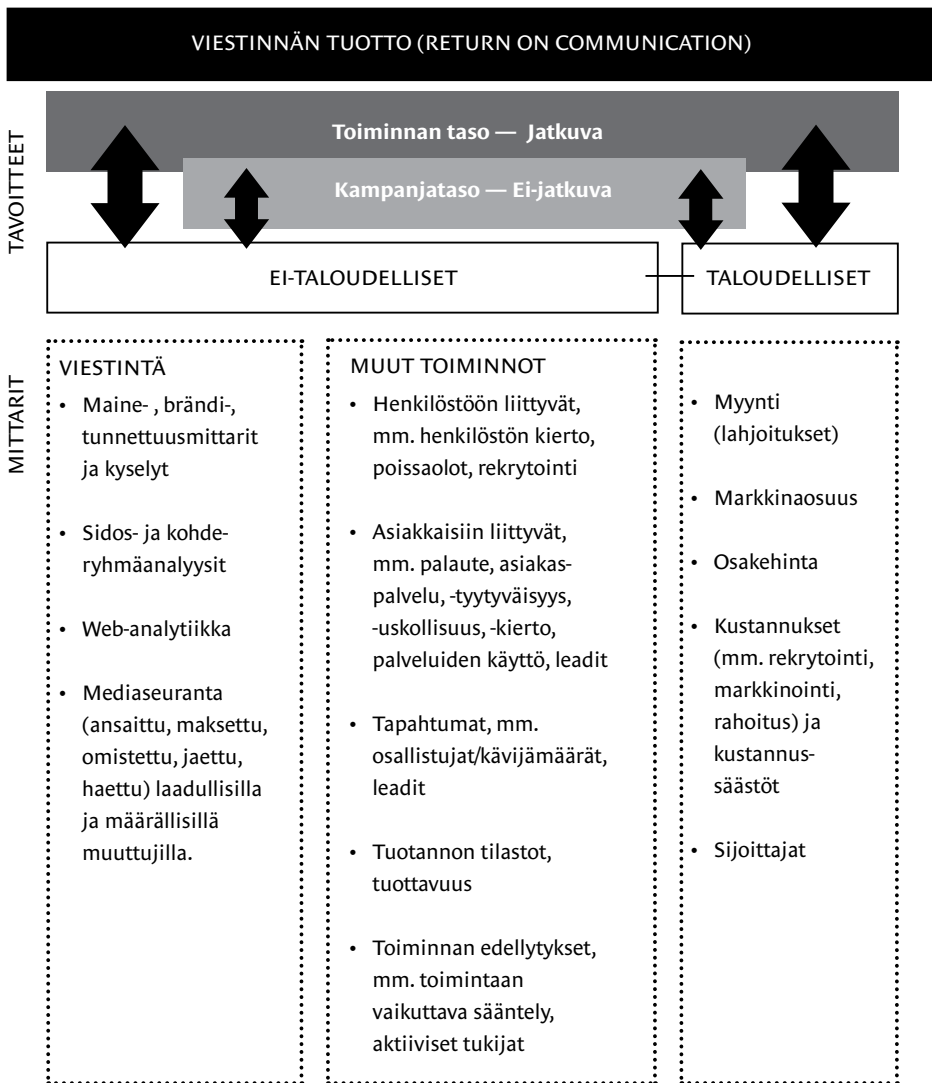 VIESTINNÄN TUOTTO (RETURN ON COMMUNICATION)
TAVOITTEET
Toiminnan taso — Jatkuva
Kampanjataso — Ei-jatkuva
EI-TALOUDELLISET
TALOUDELLISET
MITTARIT
VIESTINTÄ
• Maine- , brändi-,
tunnettuusmittarit
ja kyselyt
• Sidos- ja kohde-
ryhmäanalyysit
• Web-analytiikka
• Mediaseuranta
(ansaittu, maksettu,
omistettu, jaettu,
haettu) laadullisilla
ja määrällisillä
muuttujilla.
MUUT TOIMINNOT
• Henkilöstöön liittyvät,
mm. henkilöstön kierto,
poissaolot, rekrytointi
• Asiakkaisiin liittyvät,
mm. palaute, asiakas-
palvelu, -tyytyväisyys,
-uskollisuus, -kierto,
palveluiden käyttö, leadit
• Tapahtumat, mm.
osallistujat/kävijämäärät,
leadit
• Tuotannon tilastot,
tuottavuus
• Toiminnan edellytykset,
mm. toimintaan
vaikuttava sääntely,
aktiiviset tukijat
• Myynti
(lahjoitukset)
• Markkinaosuus
• Osakehinta
• Kustannukset
(mm. rekrytointi,
markkinointi,
rahoitus) ja
kustannus-
säästöt
• Sijoittajat